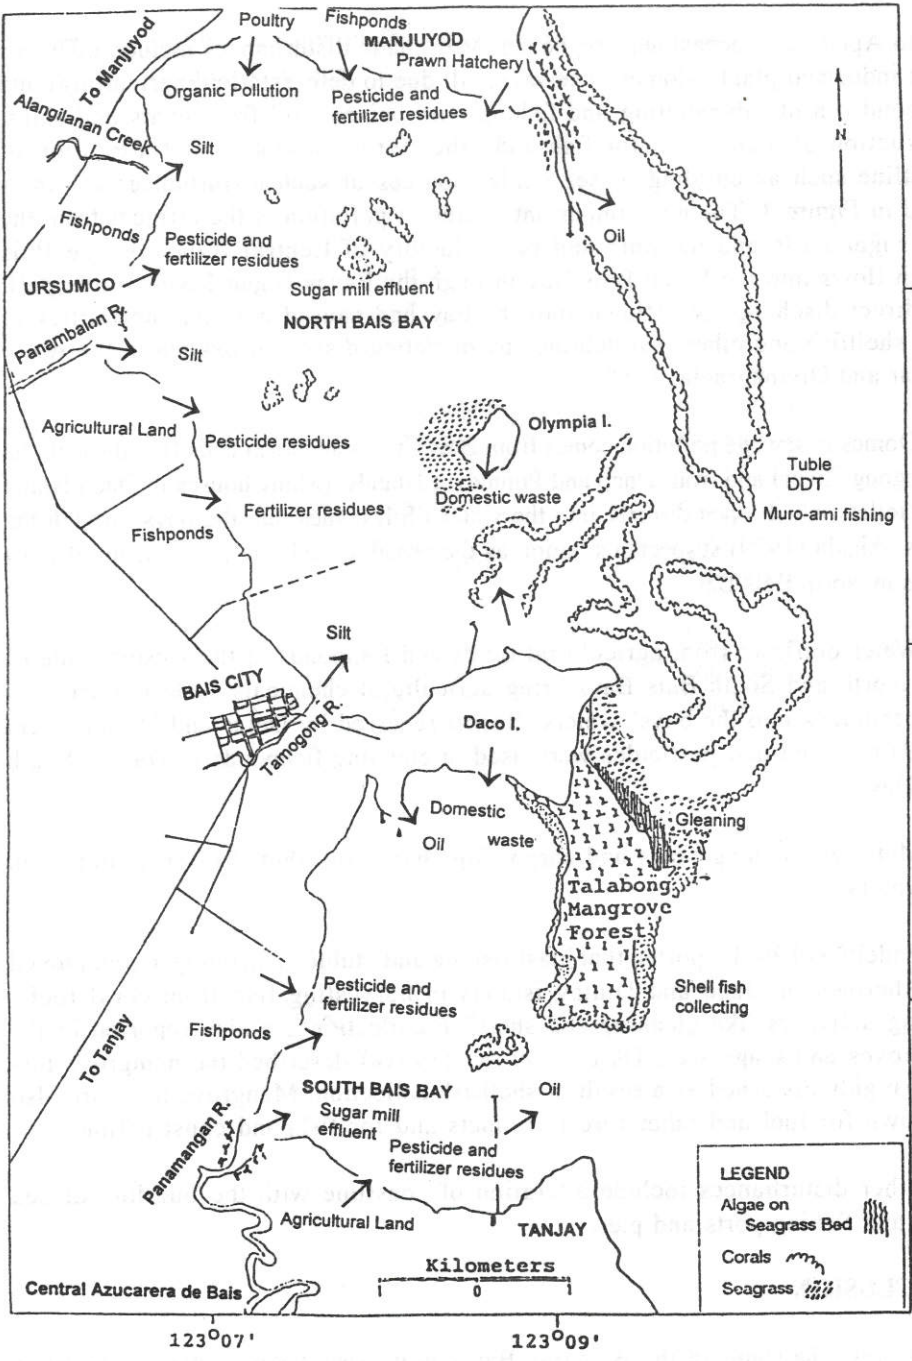 Poultry
Fishponds
MANJUYOD
Prawn Hatchery
To Manjuyod
Organic Pollution
Pesticide and
fertilizer residues
Alangilanan Creek
Silt
N
Oil
Fishponds
Pesticide and
fertilizer residues
URSUMCO
Sugar mill effluent
Panambalon R.
NORTH BAIS BAY
Silt
Agricultural Land
Pesticide residues
Olympia I.
Tuble
DDT
Domestic waste
Muro-ami fishing
Fertilizer residues
Fishponds
Silt
BAIS CITY
Tamogong R.
Daco I.
Domestic
waste
Oil
Gleaning
Talabong
Mangrove
Forest
Pesticide and
fertilizer residues
Shell fish
collecting
Fishponds
To Tanjay
SOUTH BAIS BAY
Oil
Panamangan R.
Sugar mill
effluent
Pesticide and
fertilizer residues
Agricultural Land
TANJAY
LEGEND
Algae on
Seagrass Bed
Corals
Seagrass
Kilometers
1 0 1
Central Azucarera de Bais
123°07'
123°09'